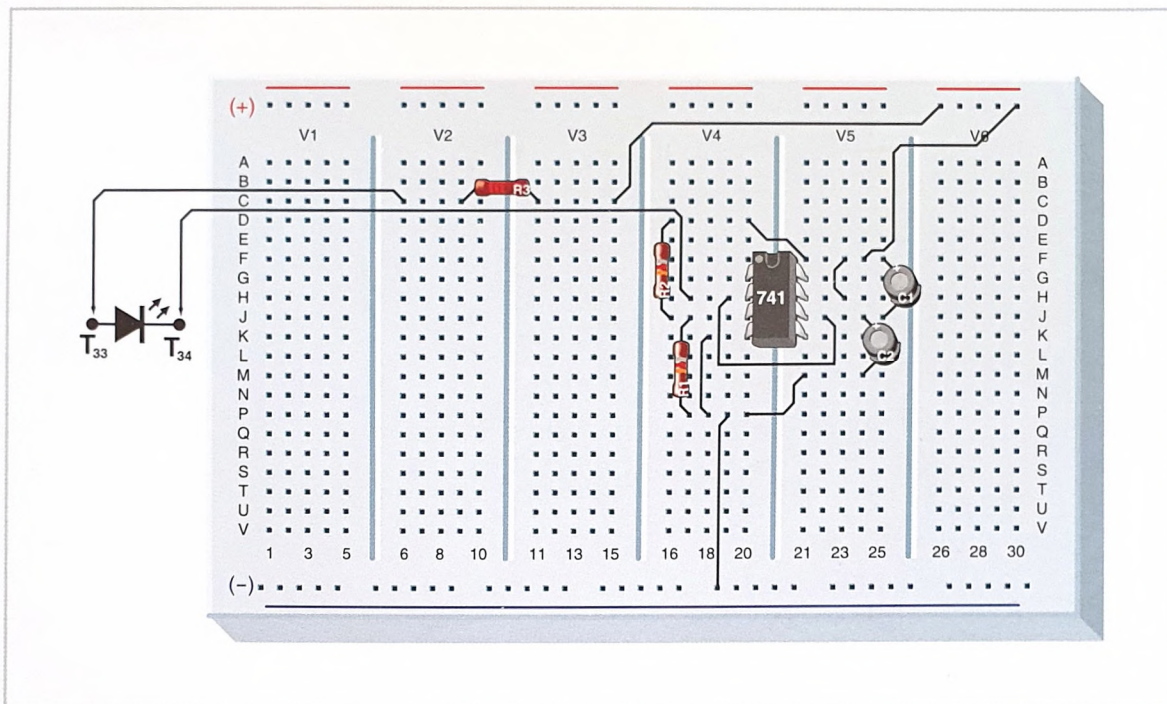 (+)
V1 V2 V3 V4 V5 V6
A A
B R3 B
C C
D D
E E
F F
G R2 G
H 741 C1 H
J J
T33 T34 K K
L C2 L
M R1 M
N N
P P
Q Q
R R
S S
T T
U U
V V
1 3 5 6 8 10 11 13 15 16 18 20 21 23 25 26 28 30
(−)